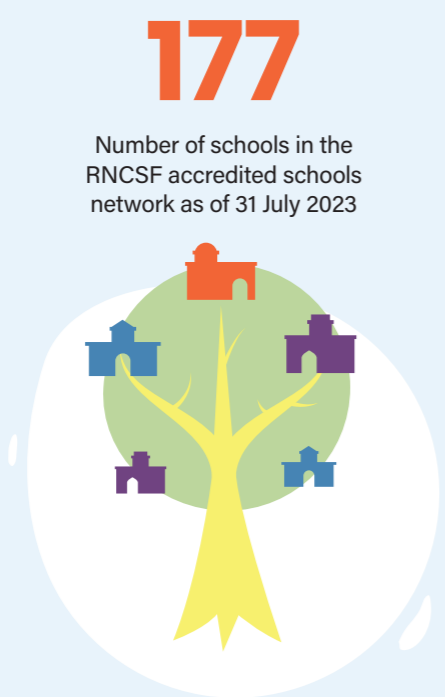 177
Number of schools in the
RNCSF accredited schools
network as of 31 July 2023